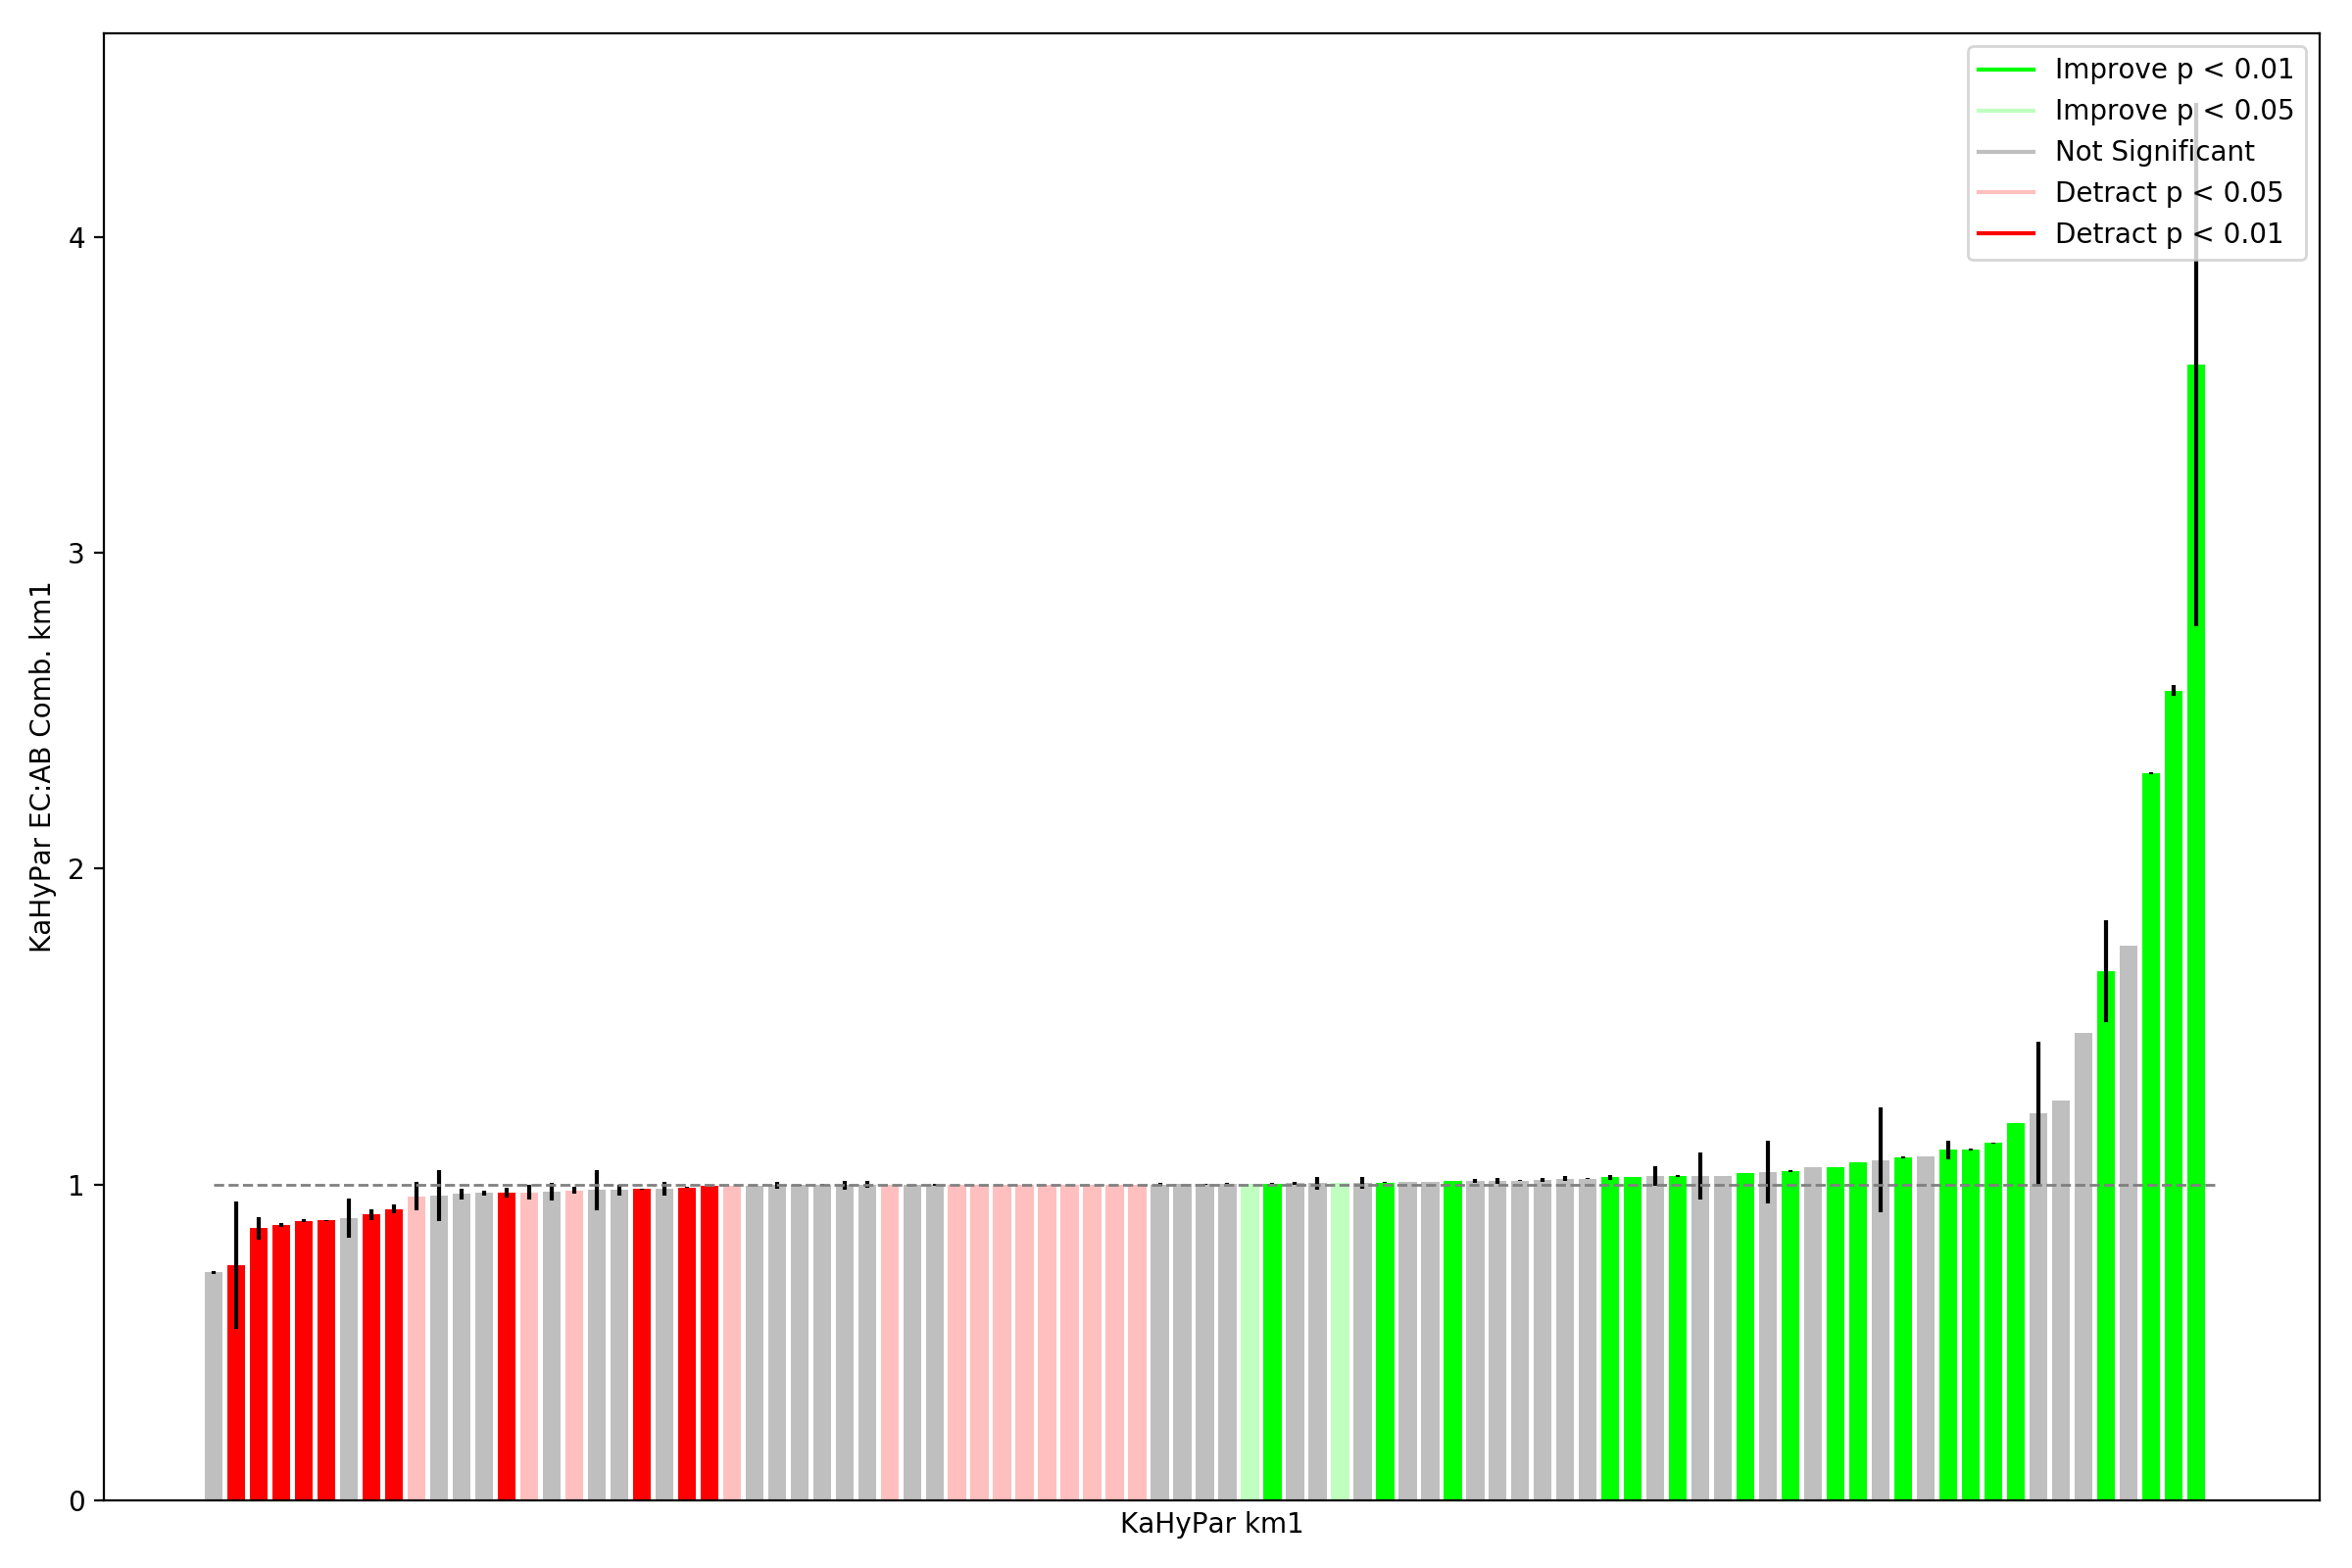 Improve p < 0.01
Improve p < 0.05
Not Significant
Detract p < 0.05
Detract p < 0.01
4
3
2
1
0
KaHyPar EC:AB Comb. km1
KaHyPar km1